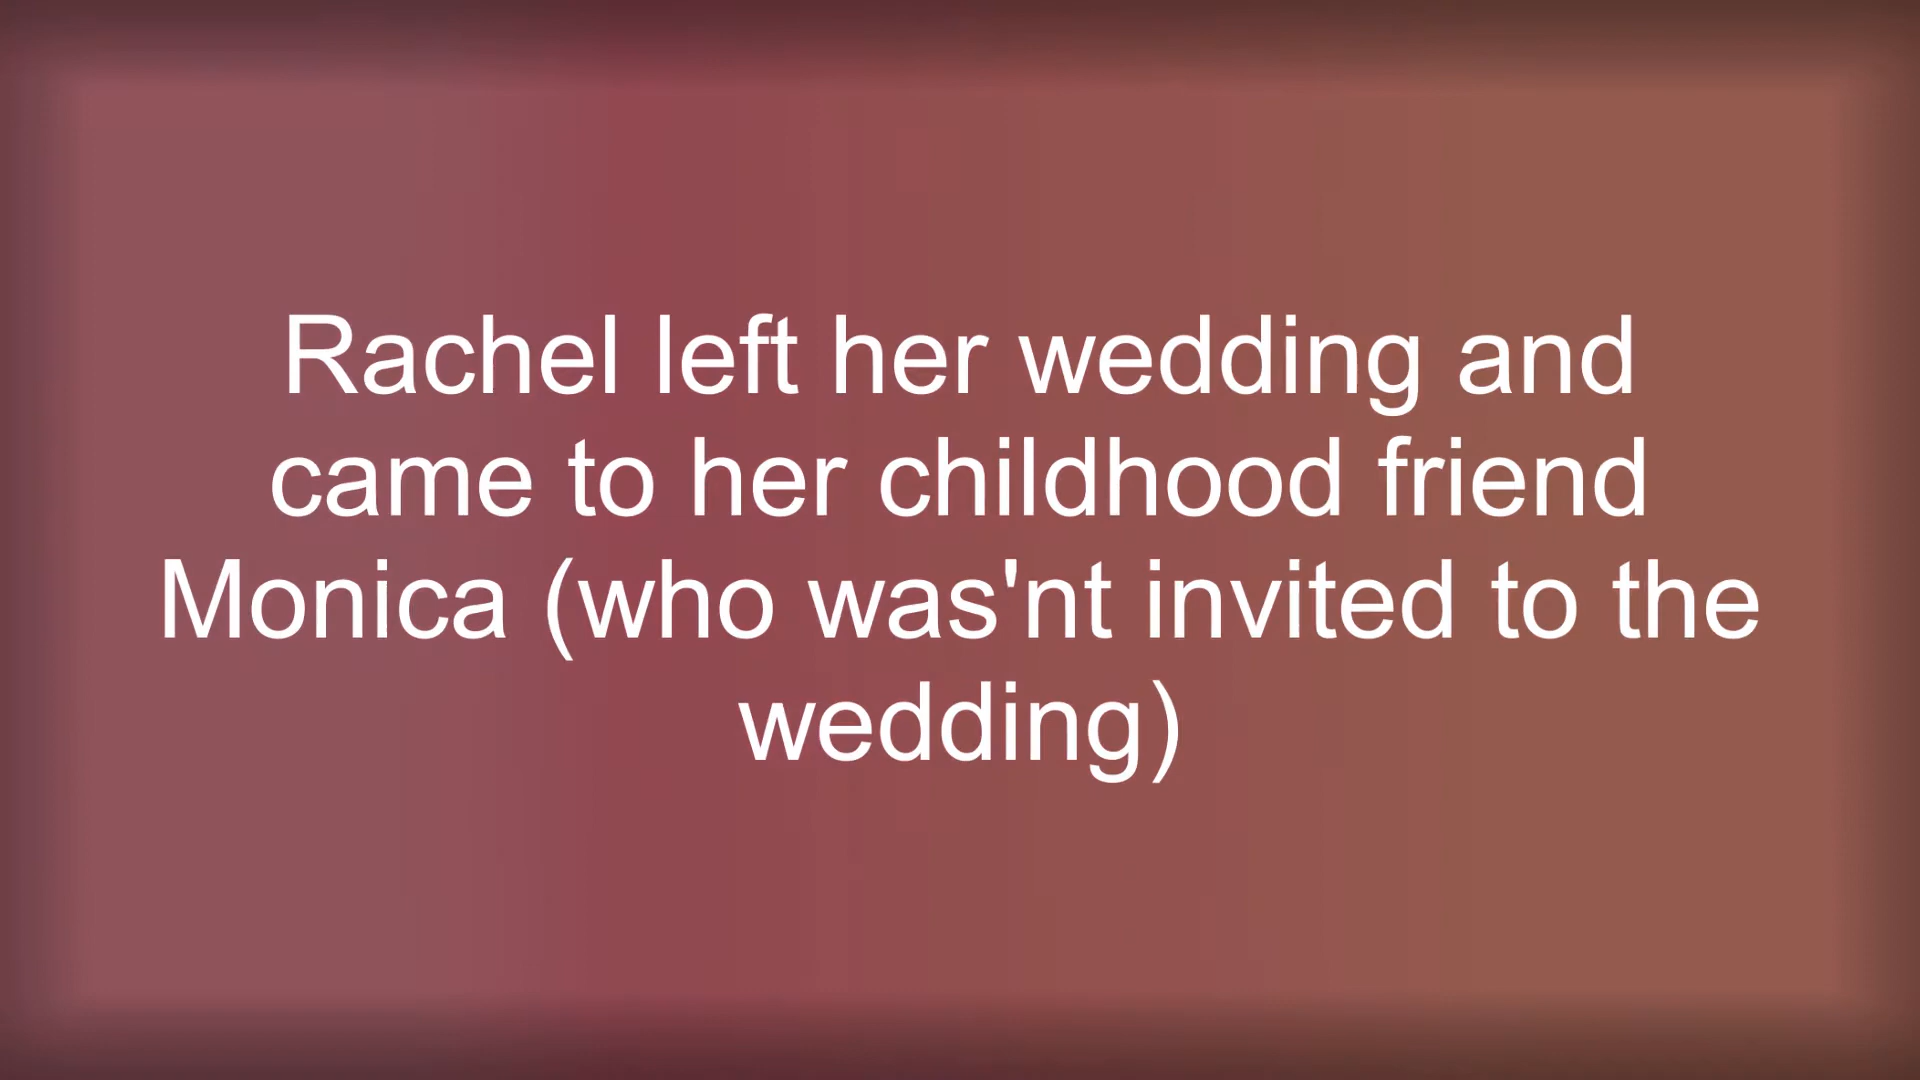 Rachel left her wedding and
came to her childhood friend
Monica (who was'nt invited to the
wedding)